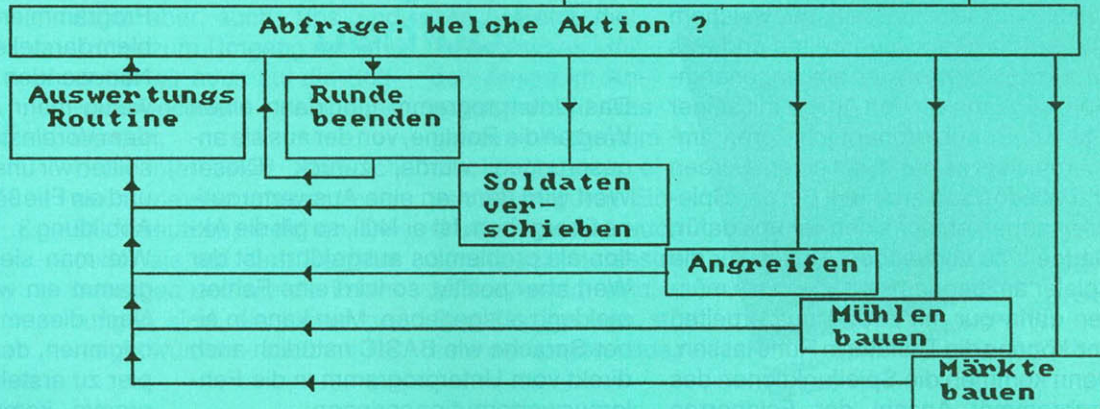 Abfrage: Welche Aktion ?
Auswertungs
Routine
Runde
beenden
Soldaten
ver-
schieben
Angreifen
Mühlen
bauen
Märkte
bauen